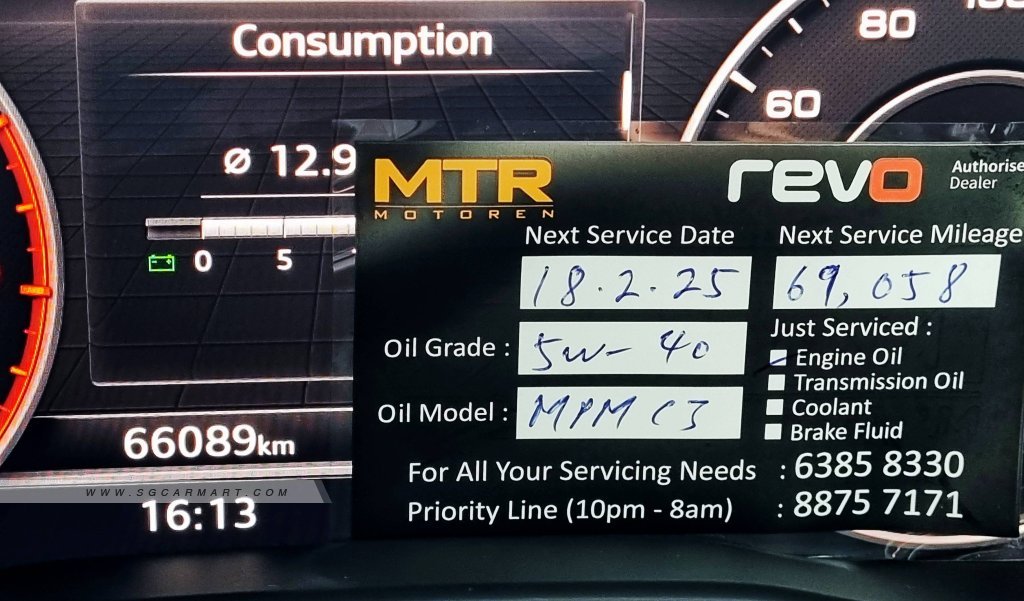 Consumption
80
60
ø 12.9
0 5
66089km
16:13
WWW.SGCARMART.COM
MTR
MOTOREN
revo
Authorise
Dealer
Next Service Date
Next Service Mileage
18.2.25
69,058
Oil Grade :
5w-40
Oil Model :
MPM C3
Just Serviced :
Engine Oil
Transmission Oil
Coolant
Brake Fluid
For All Your Servicing Needs : 6385 8330
Priority Line (10pm - 8am) : 8875 7171